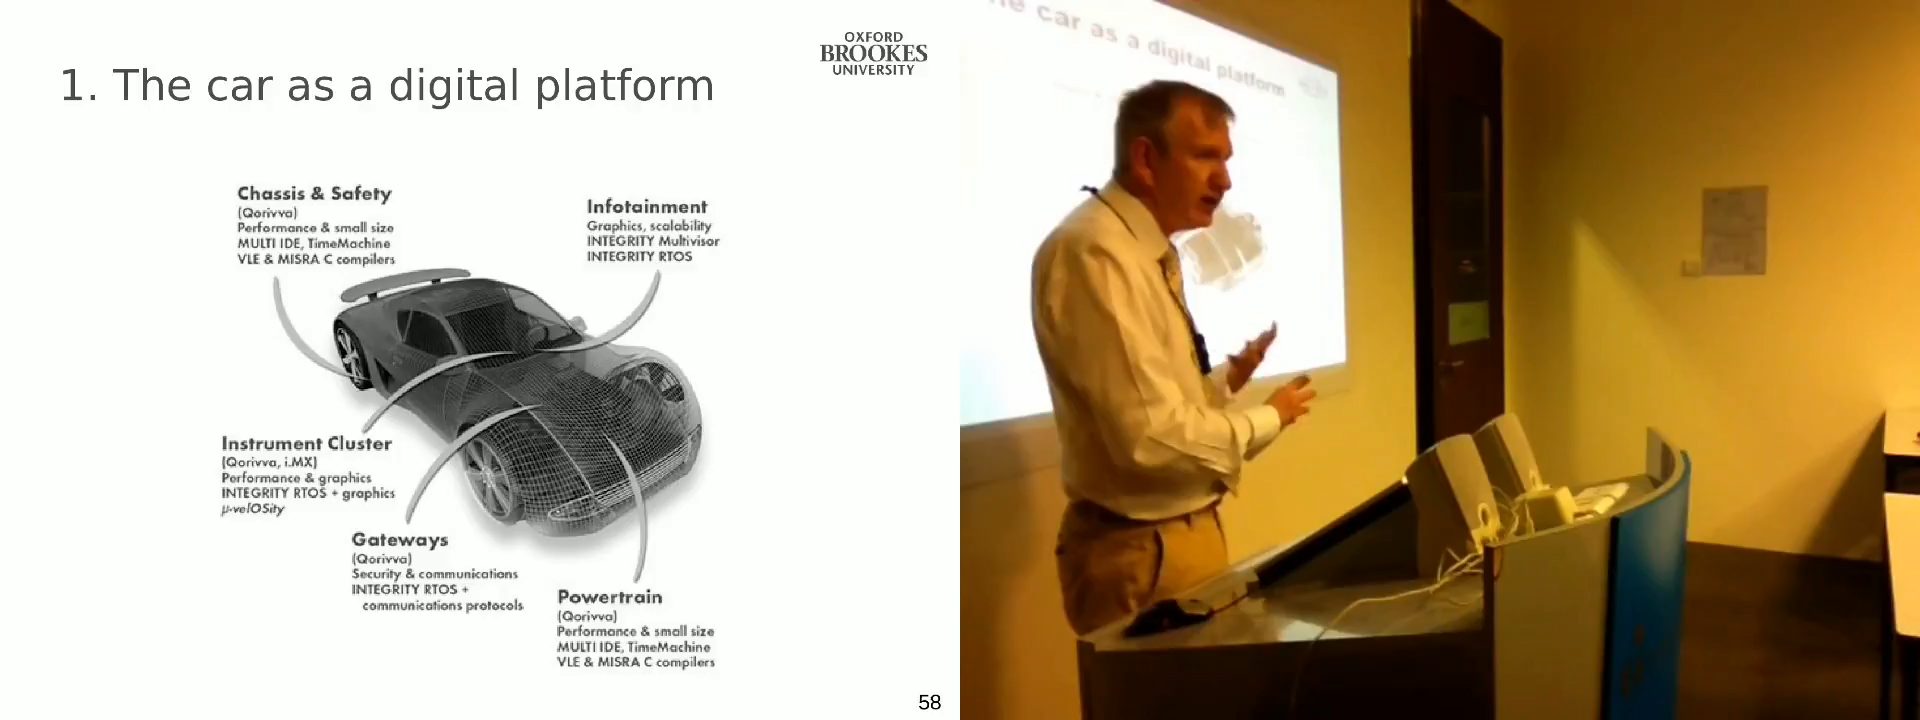 1. The car as a digital platform
OXFORD
BROOKES
UNIVERSITY
Chassis & Safety
(Qorivva)
Performance & small size
MULTI IDE, TimeMachine
VLE & MISRA C compilers
Infotainment
Graphics, scalability
INTEGRITY Multivisor
INTEGRITY RTOS
Instrument Cluster
(Qorivva, i.MX)
Performance & graphics
INTEGRITY RTOS + graphics
µ-velOSity
Gateways
(Qorivva)
Security & communications
INTEGRITY RTOS +
communications protocols
Powertrain
(Qorivva)
Performance & small size
MULTI IDE, TimeMachine
VLE & MISRA C compilers
58
car as a digital platform